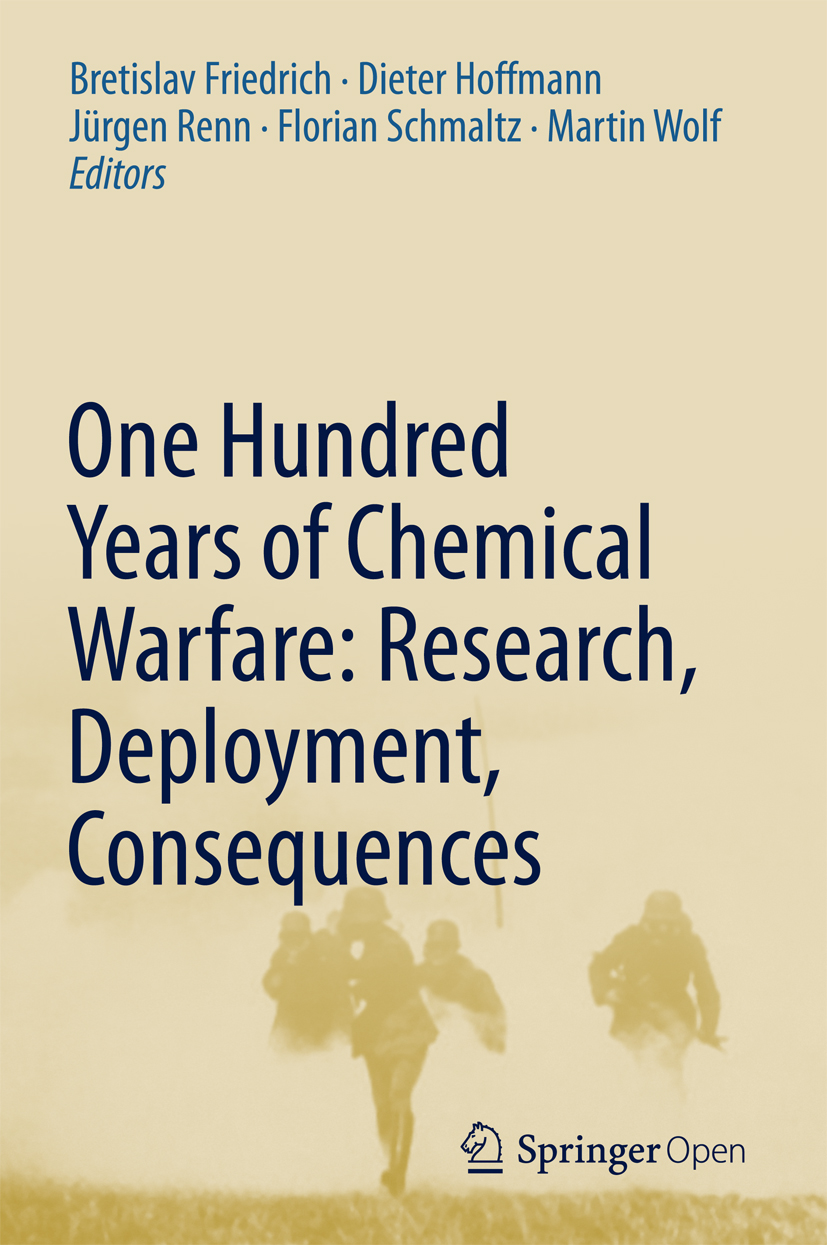 Bretislav Friedrich · Dieter Hoffmann
Jürgen Renn · Florian Schmaltz · Martin Wolf
Editors
One Hundred
Years of Chemical
Warfare: Research,
Deployment,
Consequences
Springer Open